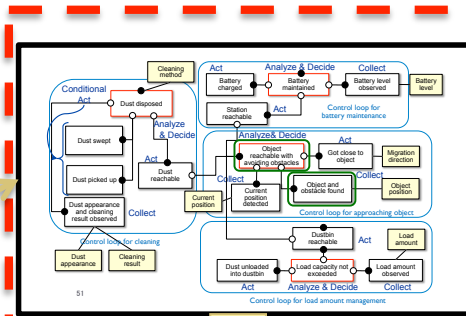 Cleaning
method
Conditional
Act
Dust disposed
Analyze
& Decide
Dust swept
Act
Dust picked up
Dust
reachable
Dust appearance
and cleaning
result observed
Collect
Control loop for cleaning
Dust
appearance
Cleaning
result
51
Act
Analyze & Decide
Collect
Battery
charged
Battery
maintained
Battery level
observed
Battery
level
Station
reachable
Act
Control loop for
battery maintenance
Analyze& Decide
Act
Object
reachable with
avoiding obstacles
Got close to
object
Migration
direction
Collect
Collect
Current
position
Current
position
detected
Object and
obstacle found
Object
position
Control loop for approaching object
Dustbin
reachable
Act
Load
amount
Dust unloaded
into dustbin
Load capacity not
exceeded
Load amount
observed
Act
Analyze & Decide
Collect
Control loop for load amount management